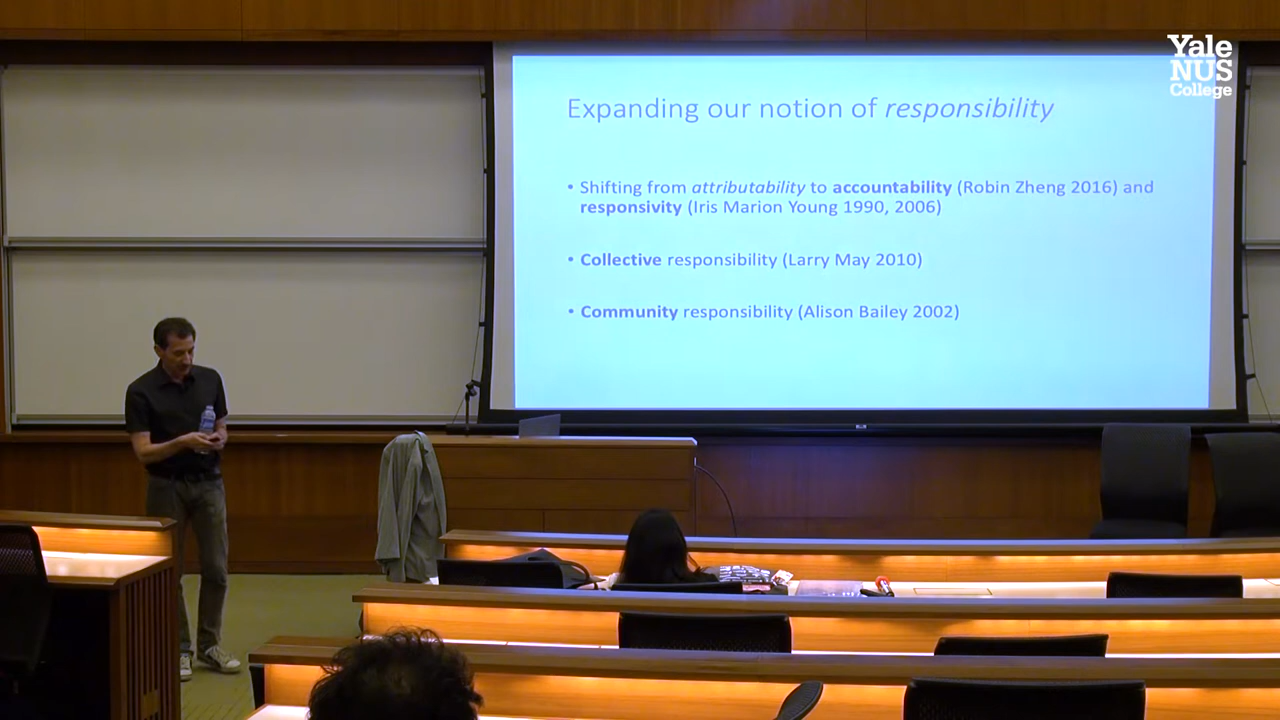 Yale
NUS
College
Expanding our notion of responsibility
• Shifting from attributability to accountability (Robin Zheng 2016) and
responsivity (Iris Marion Young 1990, 2006)
• Collective responsibility (Larry May 2010)
• Community responsibility (Alison Bailey 2002)